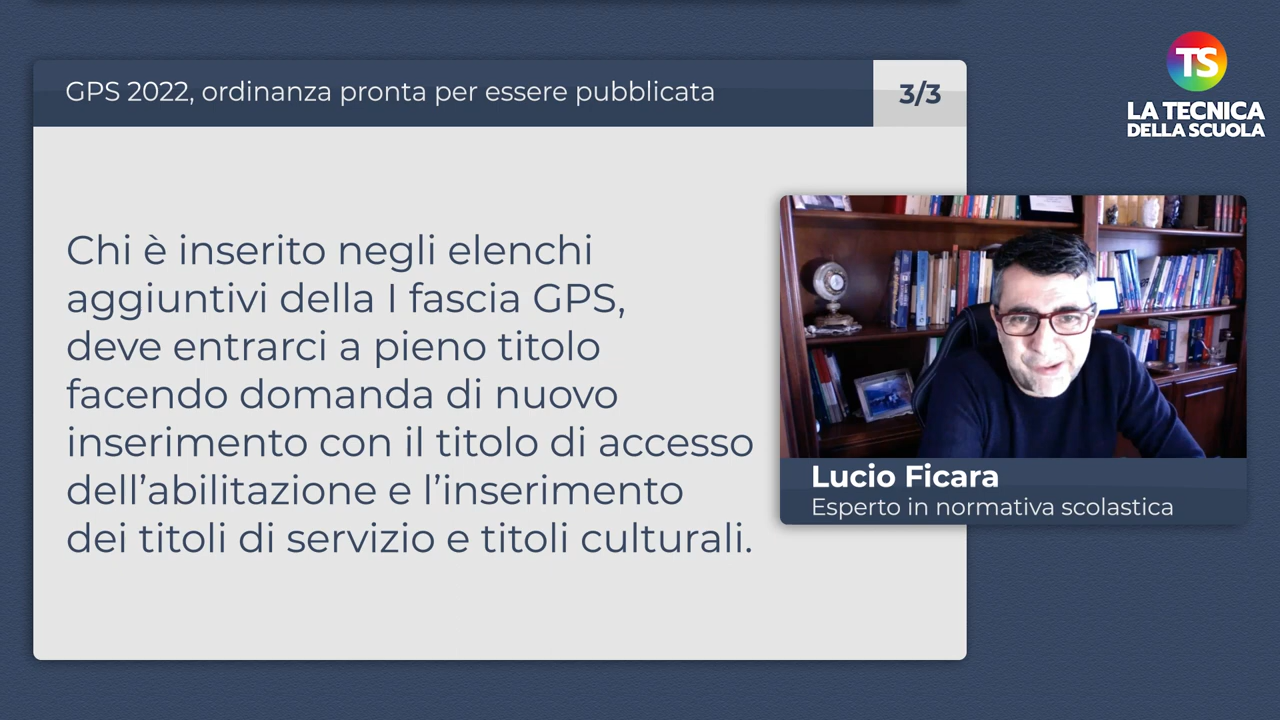 GPS 2022, ordinanza pronta per essere pubblicata
3/3
TS
LA TECNICA
DELLA SCUOLA
Chi è inserito negli elenchi
aggiuntivi della I fascia GPS,
deve entrarci a pieno titolo
facendo domanda di nuovo
inserimento con il titolo di accesso
dell’abilitazione e l’inserimento
dei titoli di servizio e titoli culturali.
Lucio Ficara
Esperto in normativa scolastica